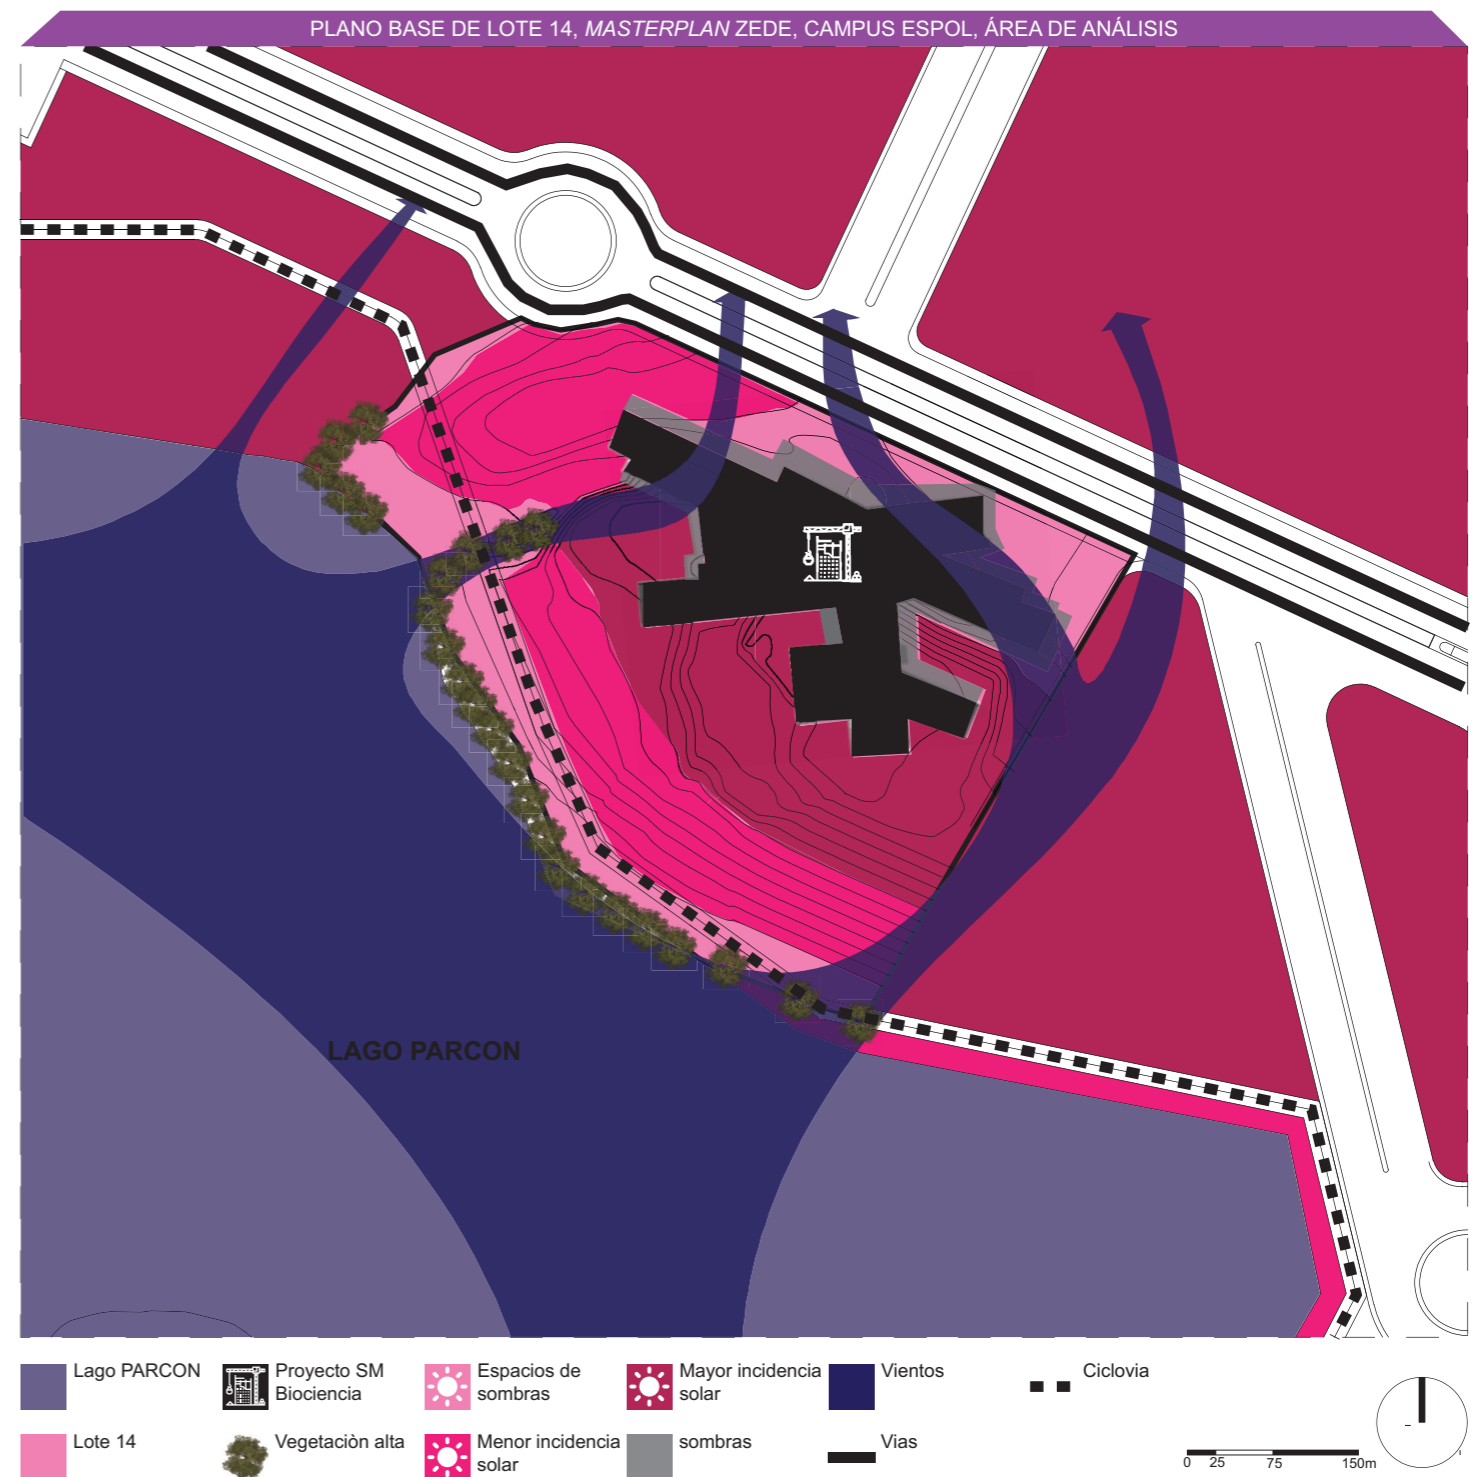 PLANO BASE DE LOTE 14, MASTERPLAN ZEDE, CAMPUS ESPOL, ÁREA DE ANÁLISIS
LAGO PARCON
Lago PARCON
Proyecto SM
Biociencia
Espacios de
sombras
Mayor incidencia
solar
Vientos
Ciclovia
Lote 14
Vegetaciòn alta
Menor incidencia
solar
sombras
Vias
0 25 75 150m